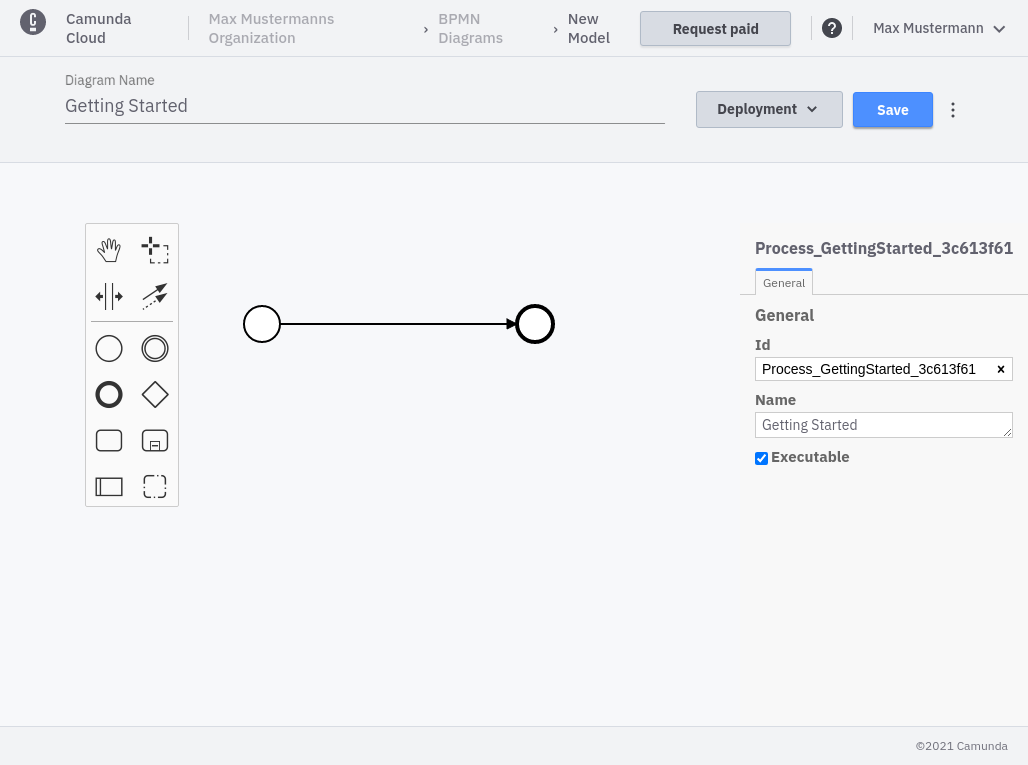 Camunda Cloud
Max Mustermanns Organization
›
BPMN Diagrams
›
New Model
Request paid
?
Max Mustermann
Diagram Name
Getting Started
Deployment
Save
Process_GettingStarted_3c613f61
General
General
Id
Process_GettingStarted_3c613f61 ×
Name
Getting Started
Executable
©2021 Camunda